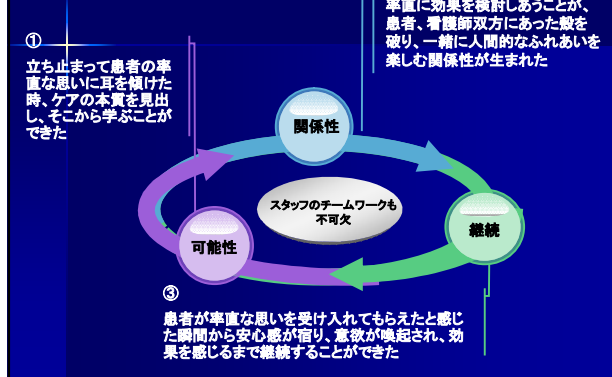 ①
立ち止まって患者の率
直な思いに耳を傾けた
時、ケアの本質を見出
し、そこから学ぶことが
できた
率直に効果を検討しあうことが、
患者、看護師双方にあった殻を
破り、一緒に人間的なふれあいを
楽しむ関係性が生まれた
関係性
スタッフのチームワークも
不可欠
可能性
継続
③
患者が率直な思いを受け入れてもらえたと感じ
た瞬間から安心感が宿り、意欲が喚起され、効
果を感じるまで継続することができた